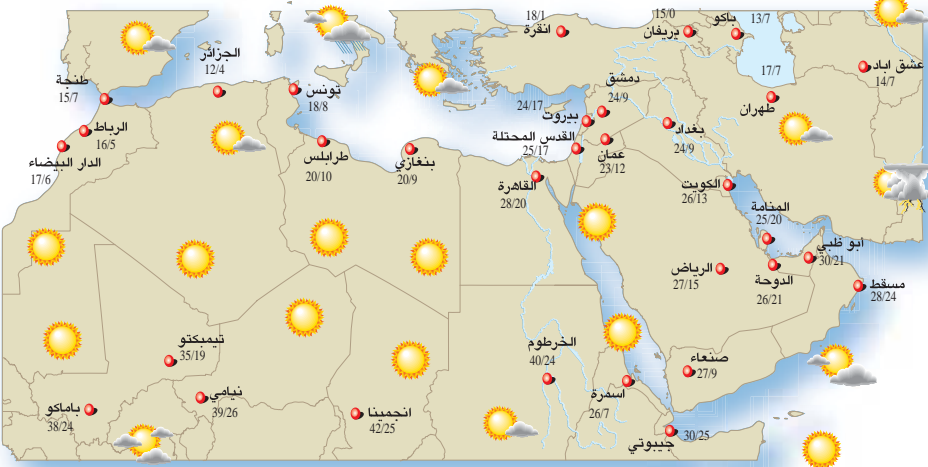 18/1
انقرة
15/0
يريفان
باكو
13/7
عشق اباد
14/7
17/7
طهران
الجزائر
12/4
طنجة
15/7
تونس
18/8
دمشق
24/9
24/17
بيروت
بغداد
24/9
الرباط
16/5
القدس المحتلة
25/17
عمان
23/12
طرابلس
20/10
بنغازي
20/9
الدار البيضاء
17/6
القاهرة
28/20
الكويت
26/13
المنامة
25/20
ابو ظبي
30/21
الرياض
27/15
الدوحة
26/21
مسقط
28/24
تيمبكتو
35/19
الخرطوم
40/24
صنعاء
27/9
نيامي
39/26
باماكو
38/24
انجمينا
42/25
اسمرة
26/7
30/25
جيبوتي